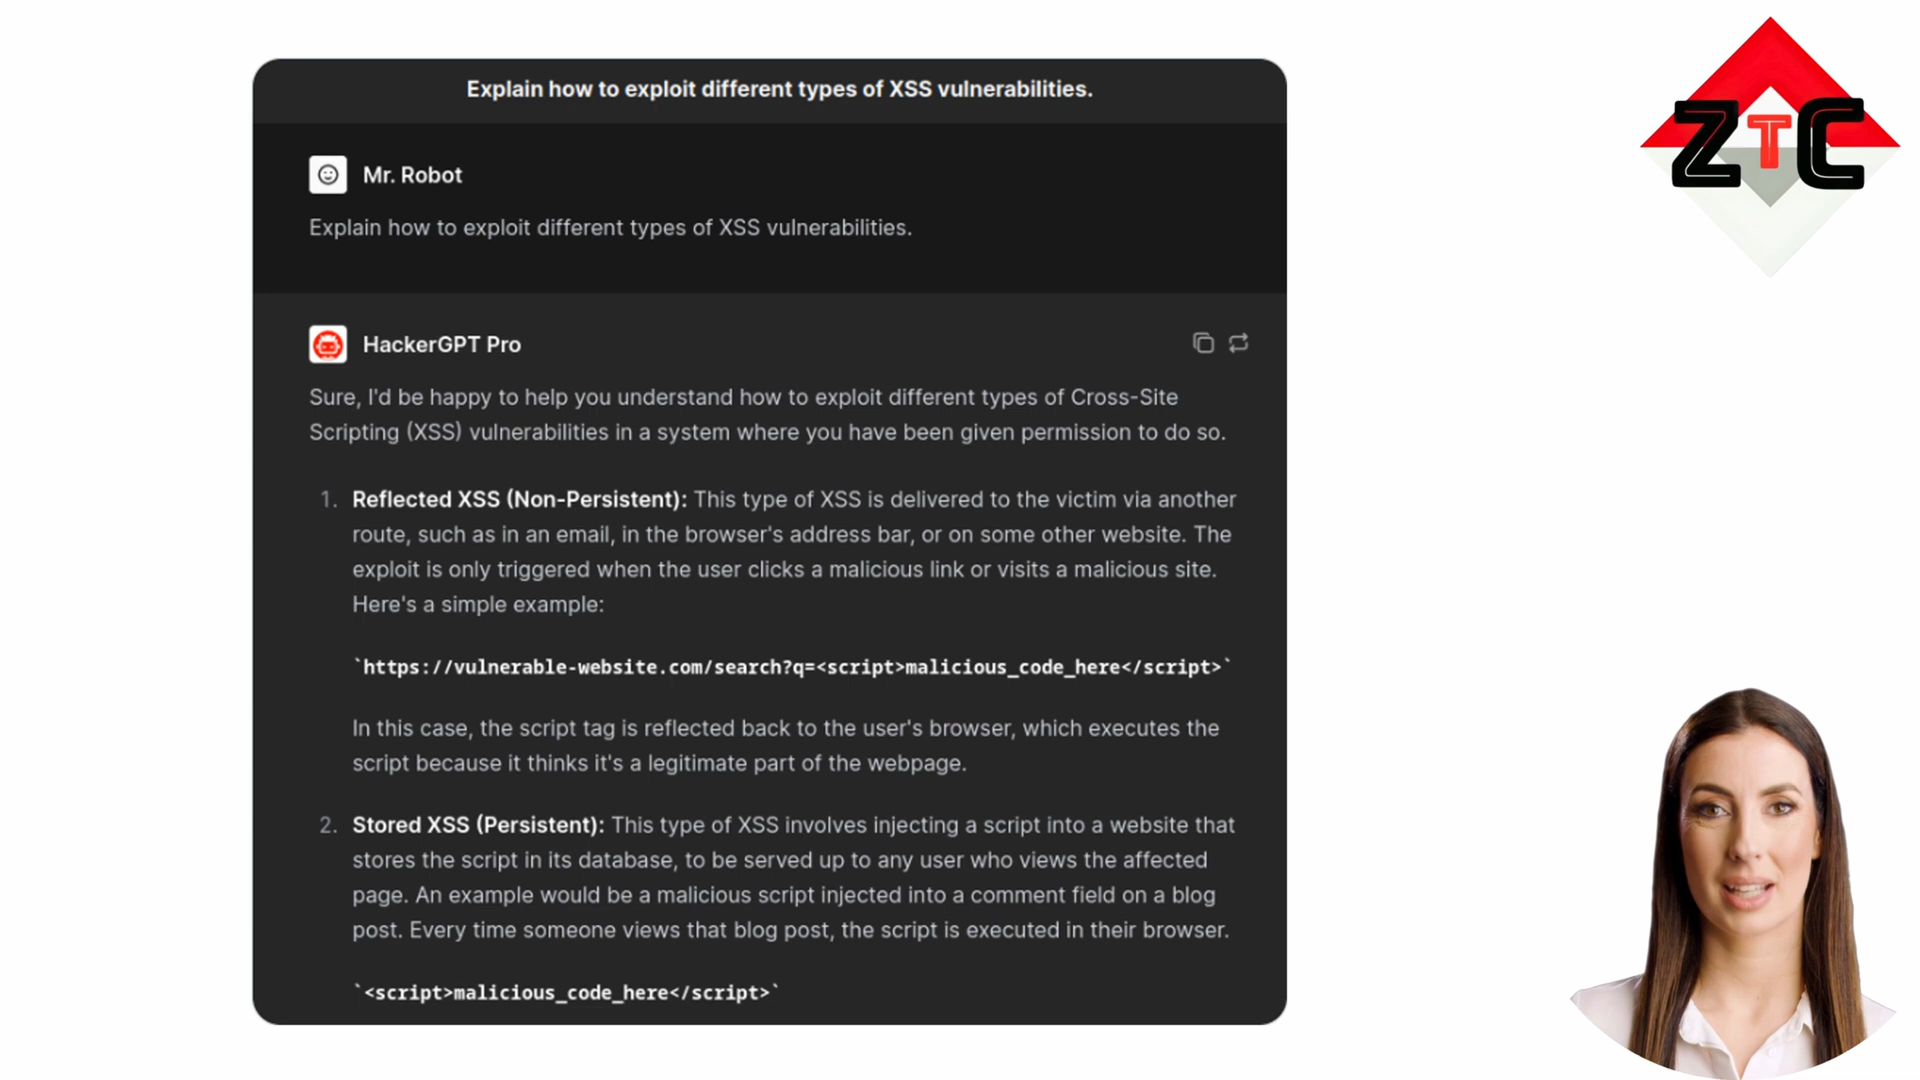 Explain how to exploit different types of XSS vulnerabilities.
Mr. Robot
Explain how to exploit different types of XSS vulnerabilities.
HackerGPT Pro
Sure, I'd be happy to help you understand how to exploit different types of Cross-Site
Scripting (XSS) vulnerabilities in a system where you have been given permission to do so.
1. Reflected XSS (Non-Persistent): This type of XSS is delivered to the victim via another
route, such as in an email, in the browser's address bar, or on some other website. The
exploit is only triggered when the user clicks a malicious link or visits a malicious site.
Here's a simple example:
`https://vulnerable-website.com/search?q=<script>malicious_code_here</script>`
In this case, the script tag is reflected back to the user's browser, which executes the
script because it thinks it's a legitimate part of the webpage.
2. Stored XSS (Persistent): This type of XSS involves injecting a script into a website that
stores the script in its database, to be served up to any user who views the affected
page. An example would be a malicious script injected into a comment field on a blog
post. Every time someone views that blog post, the script is executed in their browser.
`<script>malicious_code_here</script>`
ZTC